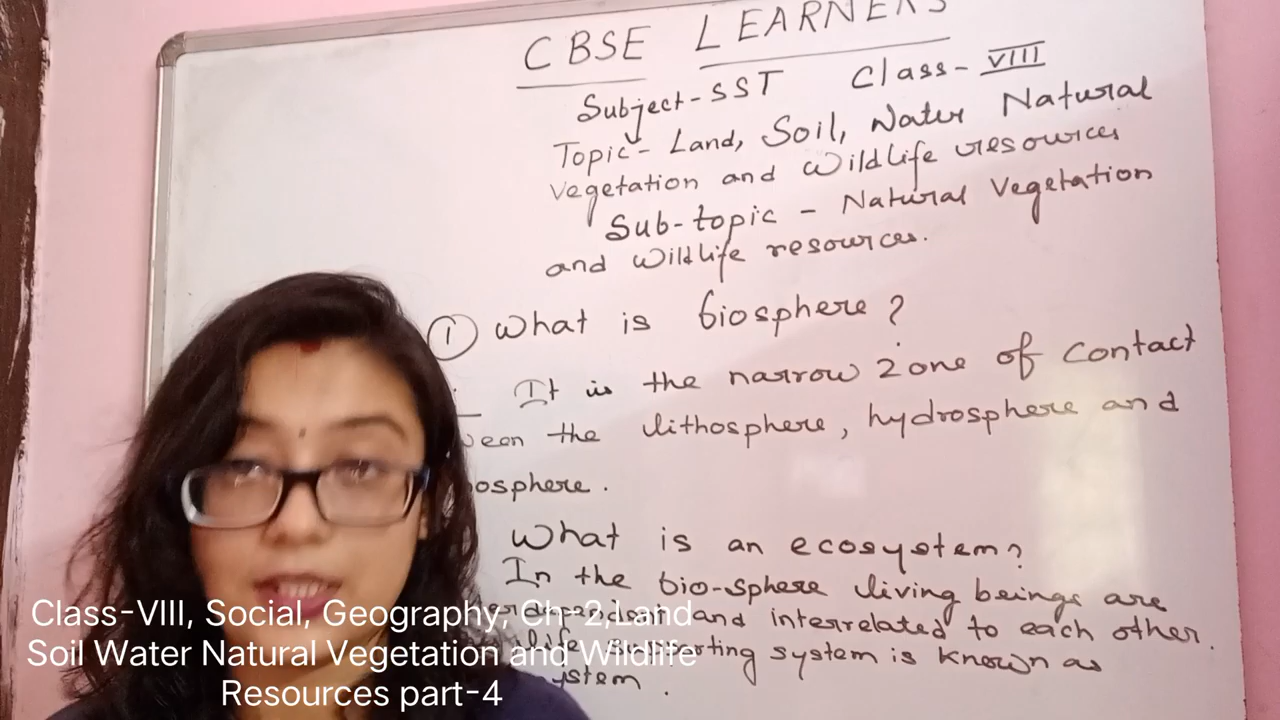 CBSE LEARNERS
Subject-SST Class-VIII
Topic- Land, Soil, Water Natural
vegetation and wildlife resources
Sub-topic - Natural Vegetation
and wildlife resources.
① What is biosphere?
It is the narrow zone of contact
the lithosphere, hydrosphere and
osphere.
What is an ecosystem?
In the bio-sphere living beings are
and interrelated to each other.
system is known as
ystem.
Class-VIII, Social, Geography, Ch-2,Land
Soil Water Natural Vegetation and Wildlife
Resources part-4